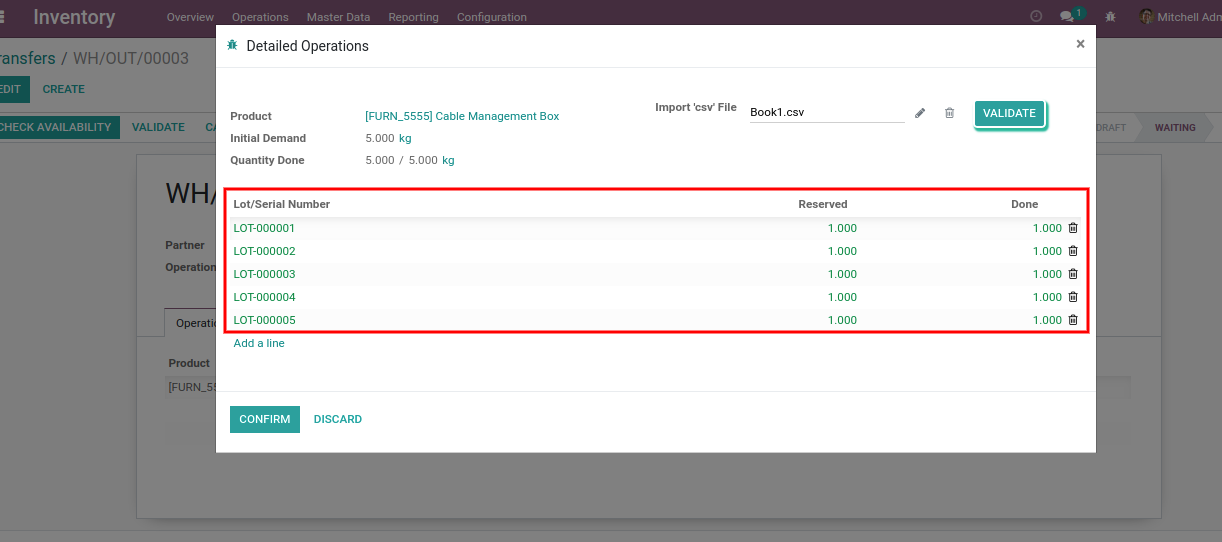 Inventory Overview Operations Master Data Reporting Configuration 1 Mitchell Adm
ransfers / WH/OUT/00003
EDIT CREATE
CHECK AVAILABILITY VALIDATE CA DRAFT WAITING
Detailed Operations ×
Product [FURN_5555] Cable Management Box
Initial Demand 5.000 kg
Quantity Done 5.000 / 5.000 kg
Import 'csv' File Book1.csv VALIDATE
Lot/Serial Number Reserved Done
LOT-000001 1.000 1.000
LOT-000002 1.000 1.000
LOT-000003 1.000 1.000
LOT-000004 1.000 1.000
LOT-000005 1.000 1.000
Add a line
CONFIRM DISCARD
WH/
Partner
Operation
Operatio
Product
[FURN_55